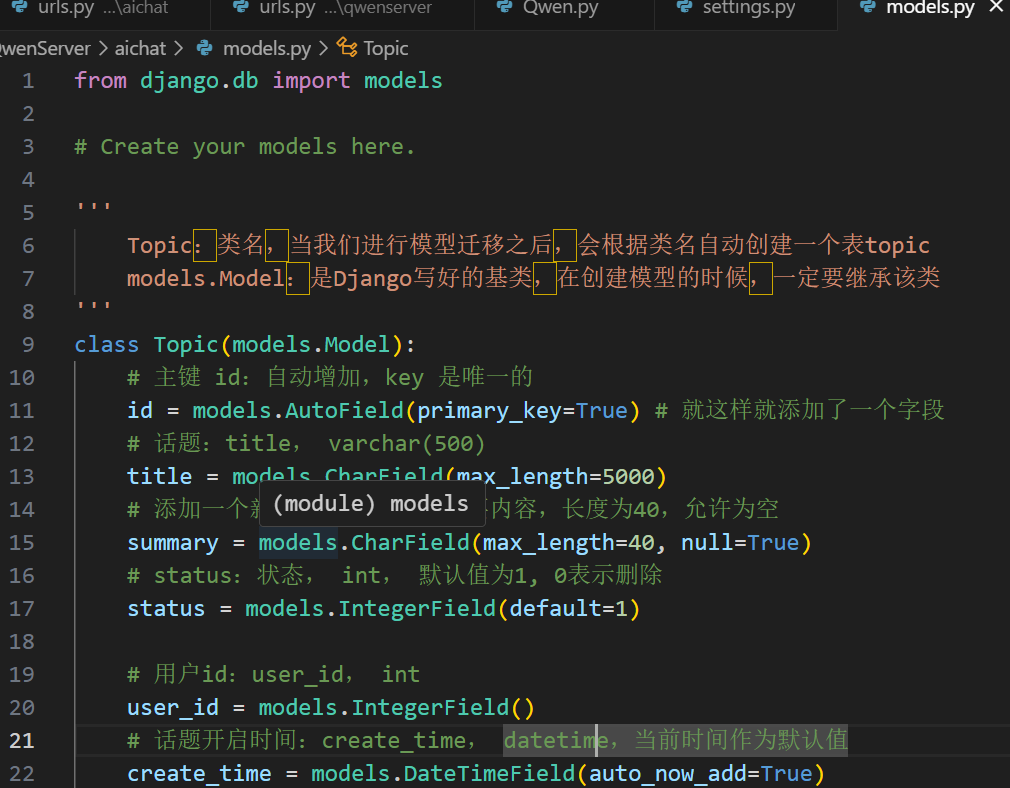 urls.py ...\aichat urls.py ...\qwenserver Qwen.py settings.py models.py
QwenServer > aichat > models.py > Topic
1 from django.db import models
2
3 # Create your models here.
4
5 '''
6 Topic：类名，当我们进行模型迁移之后，会根据类名自动创建一个表topic
7 models.Model：是Django写好的基类，在创建模型的时候，一定要继承该类
8 '''
9 class Topic(models.Model):
10 # 主键 id：自动增加，key 是唯一的
11 id = models.AutoField(primary_key=True) # 就这样就添加了一个字段
12 # 话题：title， varchar(500)
13 title = models.CharField(max_length=5000)
(module) models
14 # 添加一个 内容，长度为40，允许为空
15 summary = models.CharField(max_length=40, null=True)
16 # status：状态， int， 默认值为1, 0表示删除
17 status = models.IntegerField(default=1)
18
19 # 用户id：user_id， int
20 user_id = models.IntegerField()
21 # 话题开启时间：create_time， datetime，当前时间作为默认值
22 create_time = models.DateTimeField(auto_now_add=True)